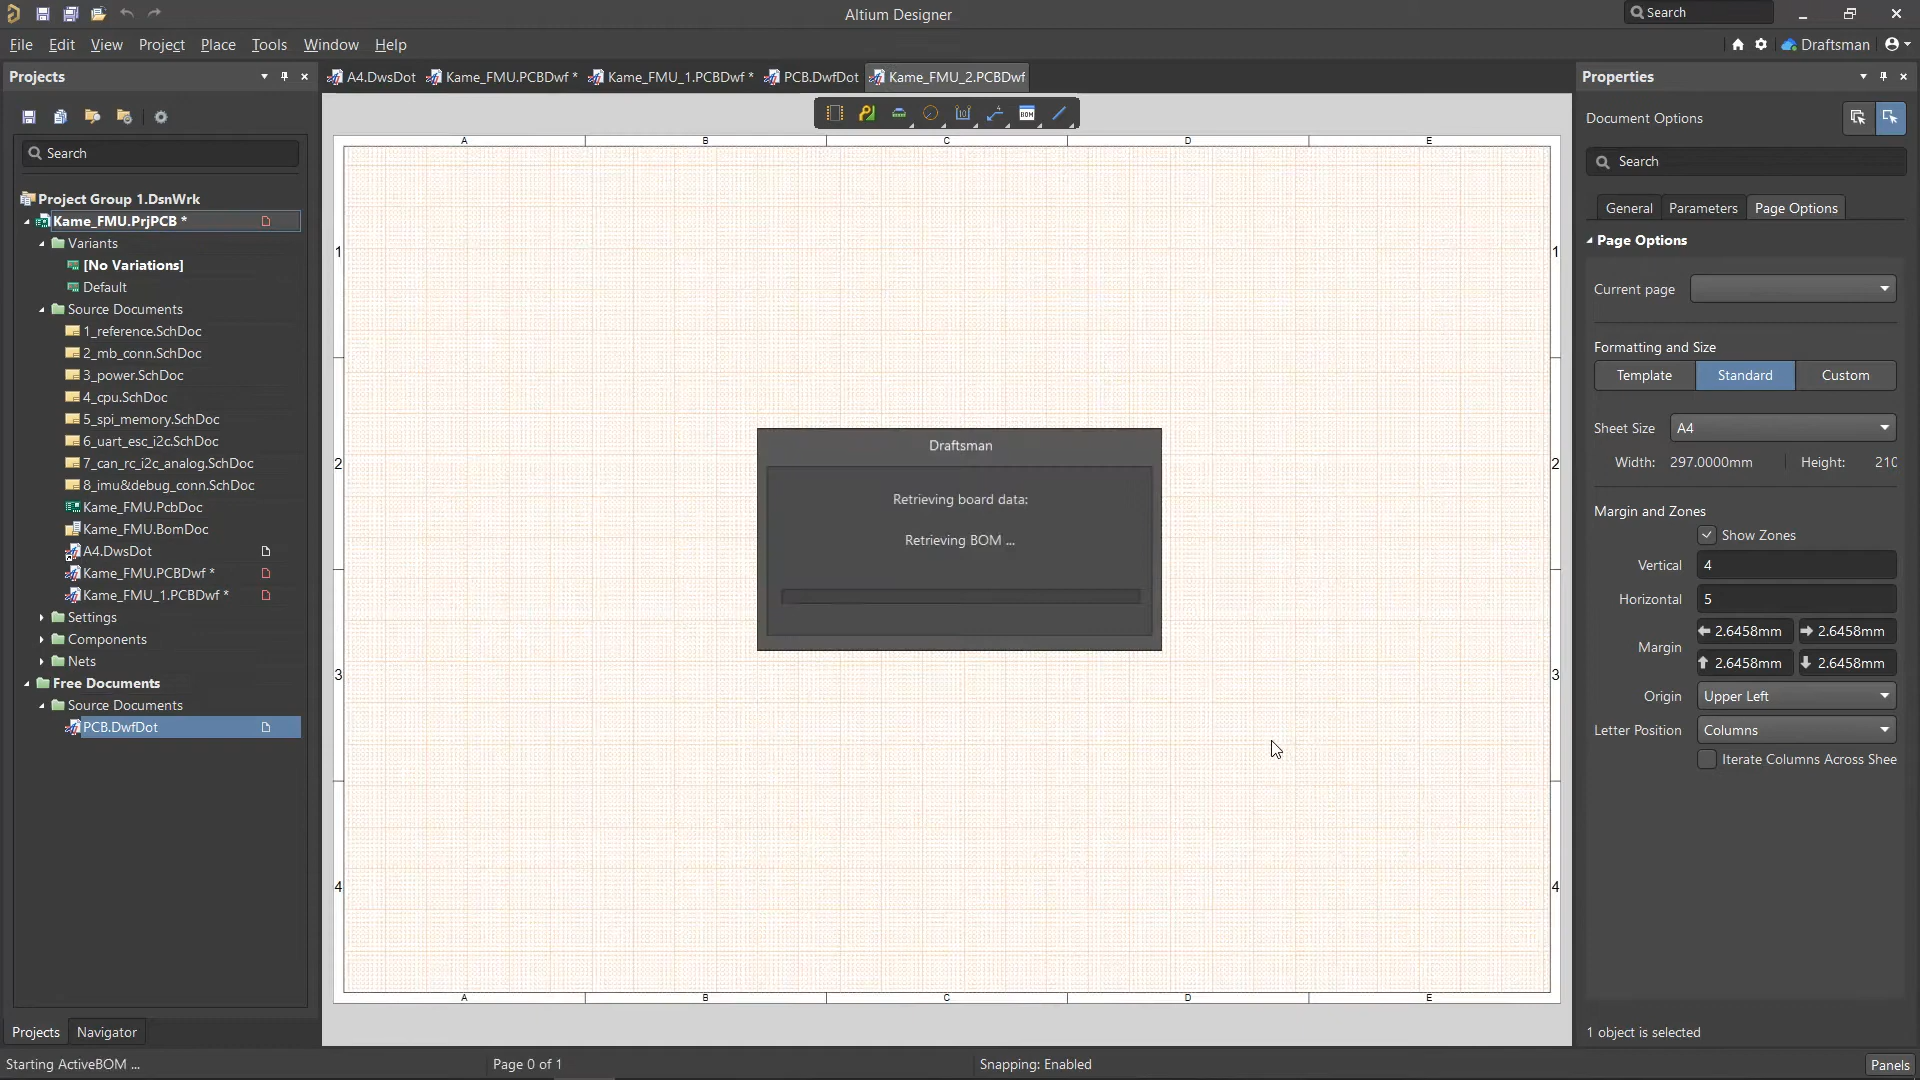 Altium Designer
Search
File Edit View Project Place Tools Window Help
Draftsman
Projects
A4.DwsDot
Kame_FMU.PCBDwf *
Kame_FMU_1.PCBDwf *
PCB.DwfDot
Kame_FMU_2.PCBDwf
Properties
Document Options
Search
Search
Project Group 1.DsnWrk
Kame_FMU.PrjPCB *
Variants
[No Variations]
Default
Source Documents
1_reference.SchDoc
2_mb_conn.SchDoc
3_power.SchDoc
4_cpu.SchDoc
5_spi_memory.SchDoc
6_uart_esc_i2c.SchDoc
7_can_rc_i2c_analog.SchDoc
8_imu&debug_conn.SchDoc
Kame_FMU.PcbDoc
Kame_FMU.BomDoc
A4.DwsDot
Kame_FMU.PCBDwf *
Kame_FMU_1.PCBDwf *
Settings
Components
Nets
Free Documents
Source Documents
PCB.DwfDot
Projects Navigator
BOM
A B C D E
1 1
2 2
3 3
4 4
A B C D E
Draftsman
Retrieving board data:
Retrieving BOM ...
General Parameters Page Options
Page Options
Current page
Formatting and Size
Template Standard Custom
Sheet Size A4
Width: 297.0000mm Height: 210
Margin and Zones
Show Zones
Vertical 4
Horizontal 5
Margin
2.6458mm 2.6458mm
2.6458mm 2.6458mm
Origin Upper Left
Letter Position Columns
Iterate Columns Across Shee
1 object is selected
Starting ActiveBOM ...
Page 0 of 1
Snapping: Enabled
Panels